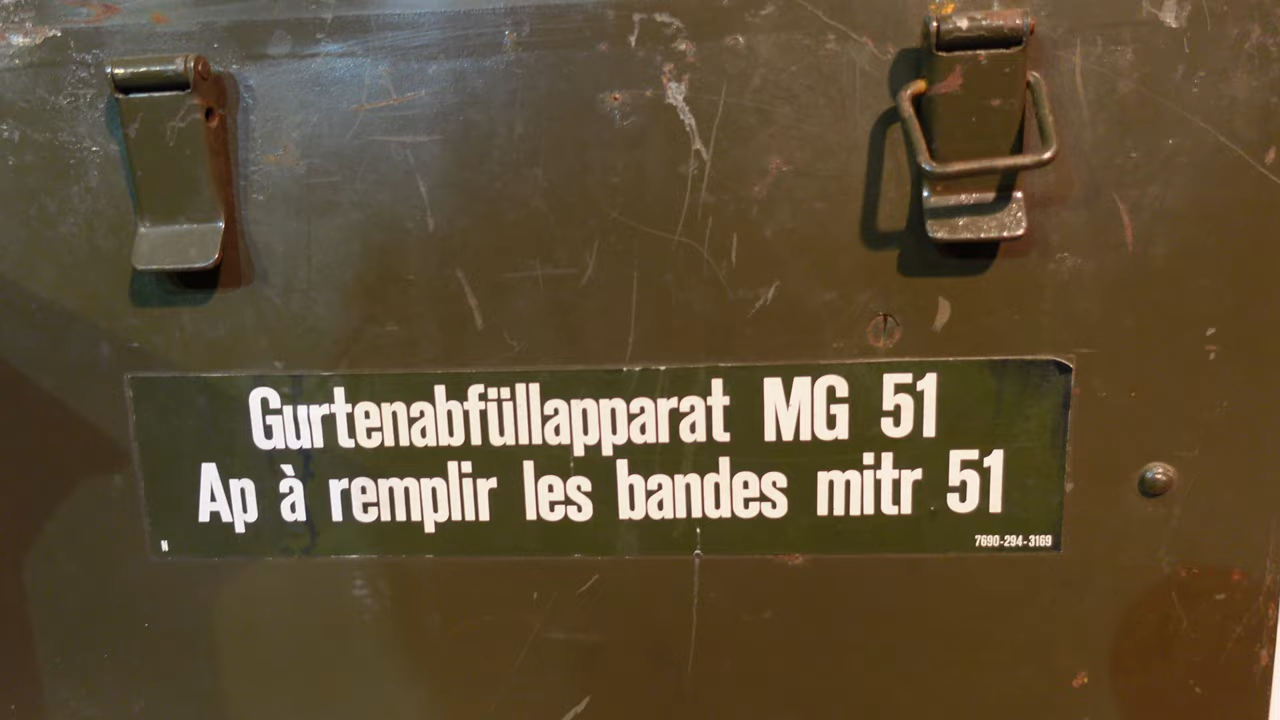 Gurtenabfüllapparat MG 51
Ap à remplir les bandes mitr 51
N 7690-294-3169